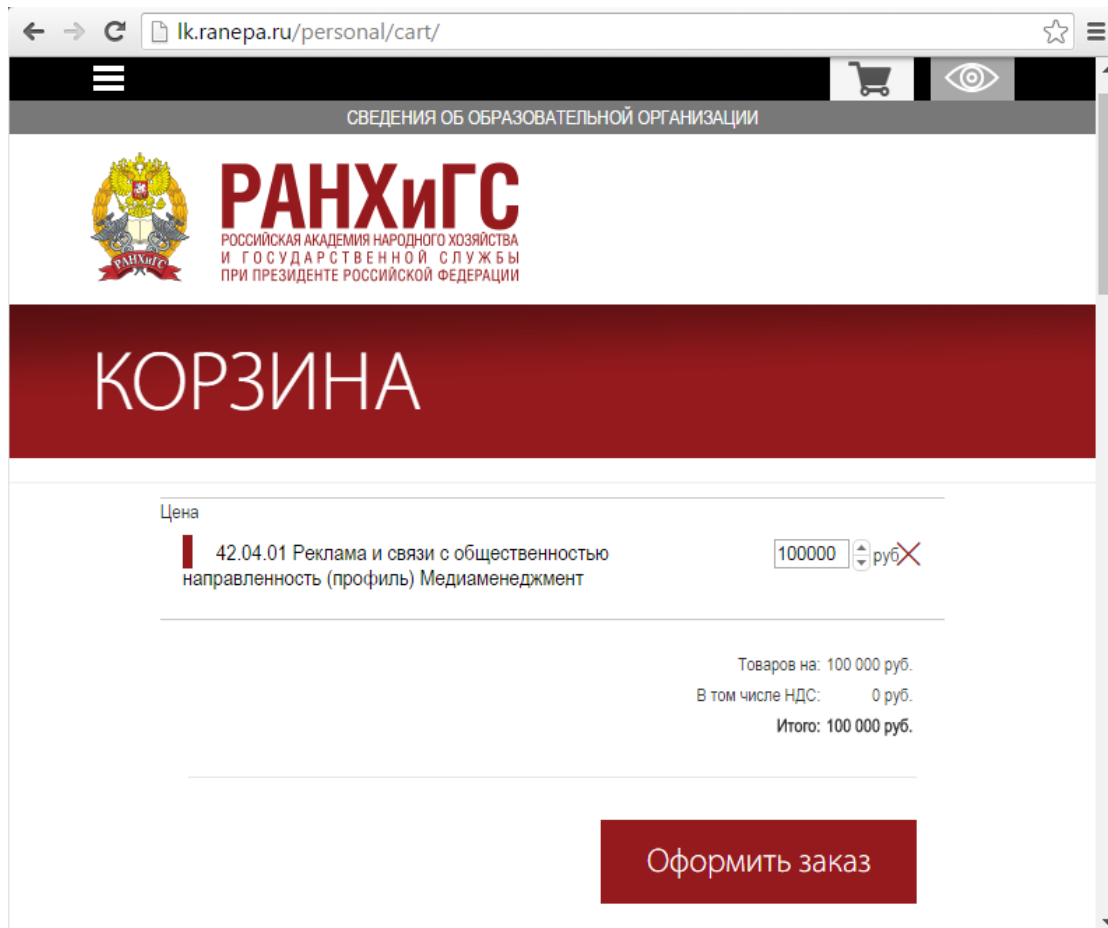 lk.ranepa.ru/personal/cart/
СВЕДЕНИЯ ОБ ОБРАЗОВАТЕЛЬНОЙ ОРГАНИЗАЦИИ
РАНХиГС
РОССИЙСКАЯ АКАДЕМИЯ НАРОДНОГО ХОЗЯЙСТВА
И ГОСУДАРСТВЕННОЙ СЛУЖБЫ
ПРИ ПРЕЗИДЕНТЕ РОССИЙСКОЙ ФЕДЕРАЦИИ
РАНХиГС
КОРЗИНА
Цена
42.04.01 Реклама и связи с общественностью 100000 руб
направленность (профиль) Медиаменеджмент
Товаров на: 100 000 руб.
В том числе НДС: 0 руб.
Итого: 100 000 руб.
Оформить заказ